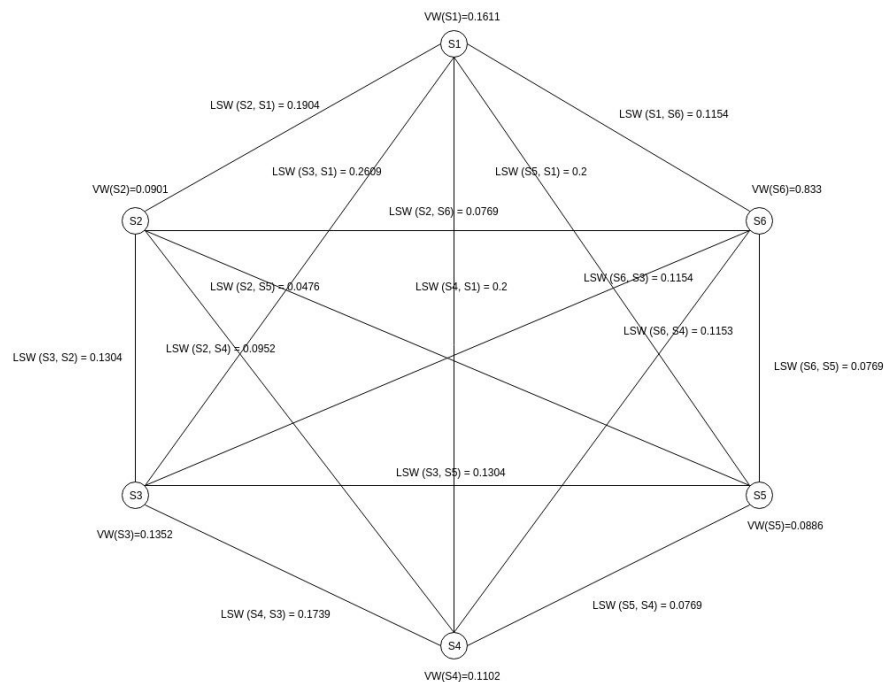 VW(S1)=0.1611
S1
LSW (S2, S1) = 0.1904
LSW (S1, S6) = 0.1154
LSW (S3, S1) = 0.2609
LSW (S5, S1) = 0.2
VW(S2)=0.0901
VW(S6)=0.833
LSW (S2, S6) = 0.0769
S2
S6
LSW (S6, S3) = 0.1154
LSW (S2, S5) = 0.0476
LSW (S4, S1) = 0.2
LSW (S6, S4) = 0.1153
LSW (S2, S4) = 0.0952
LSW (S3, S2) = 0.1304
LSW (S6, S5) = 0.0769
LSW (S3, S5) = 0.1304
S3
S5
VW(S5)=0.0886
VW(S3)=0.1352
LSW (S5, S4) = 0.0769
LSW (S4, S3) = 0.1739
S4
VW(S4)=0.1102